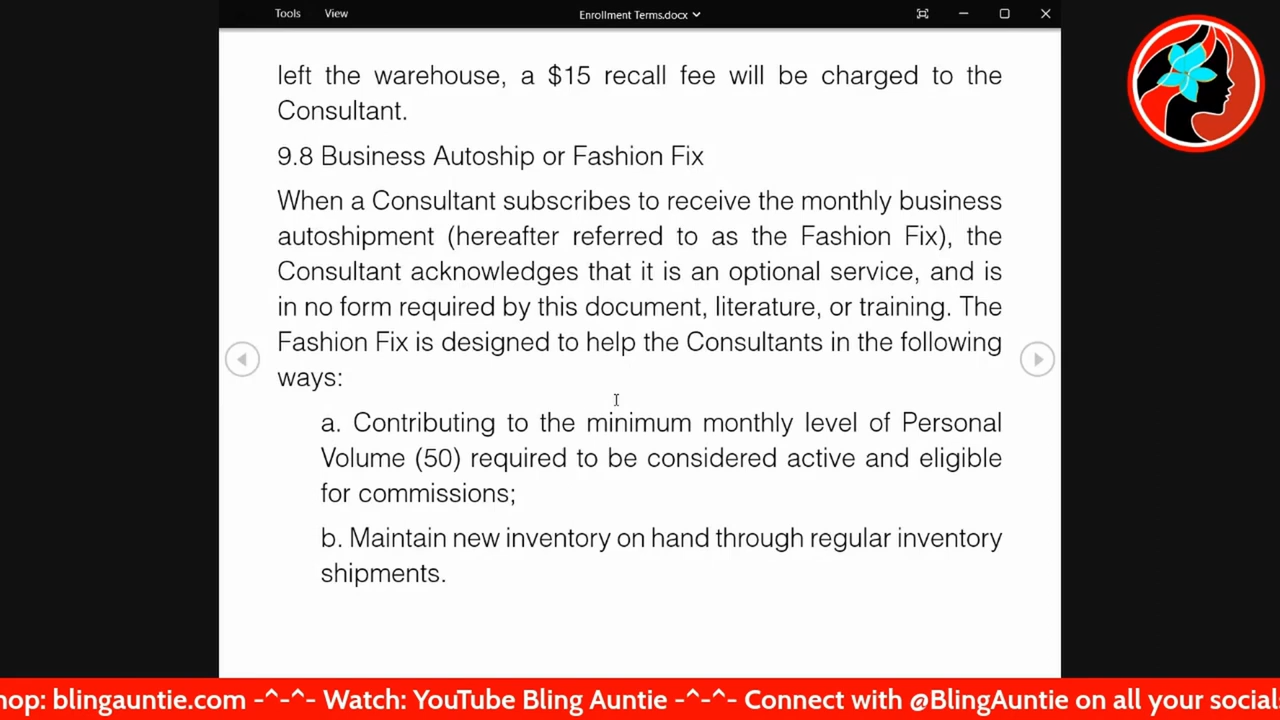 Tools View Enrollment Terms.docx
left the warehouse, a $15 recall fee will be charged to the
Consultant.
9.8 Business Autoship or Fashion Fix
When a Consultant subscribes to receive the monthly business
autoshipment (hereafter referred to as the Fashion Fix), the
Consultant acknowledges that it is an optional service, and is
in no form required by this document, literature, or training. The
Fashion Fix is designed to help the Consultants in the following
ways:
a. Contributing to the minimum monthly level of Personal
Volume (50) required to be considered active and eligible
for commissions;
b. Maintain new inventory on hand through regular inventory
shipments.
hop: blingauntie.com -^-^- Watch: YouTube Bling Auntie -^-^- Connect with @BlingAuntie on all your social